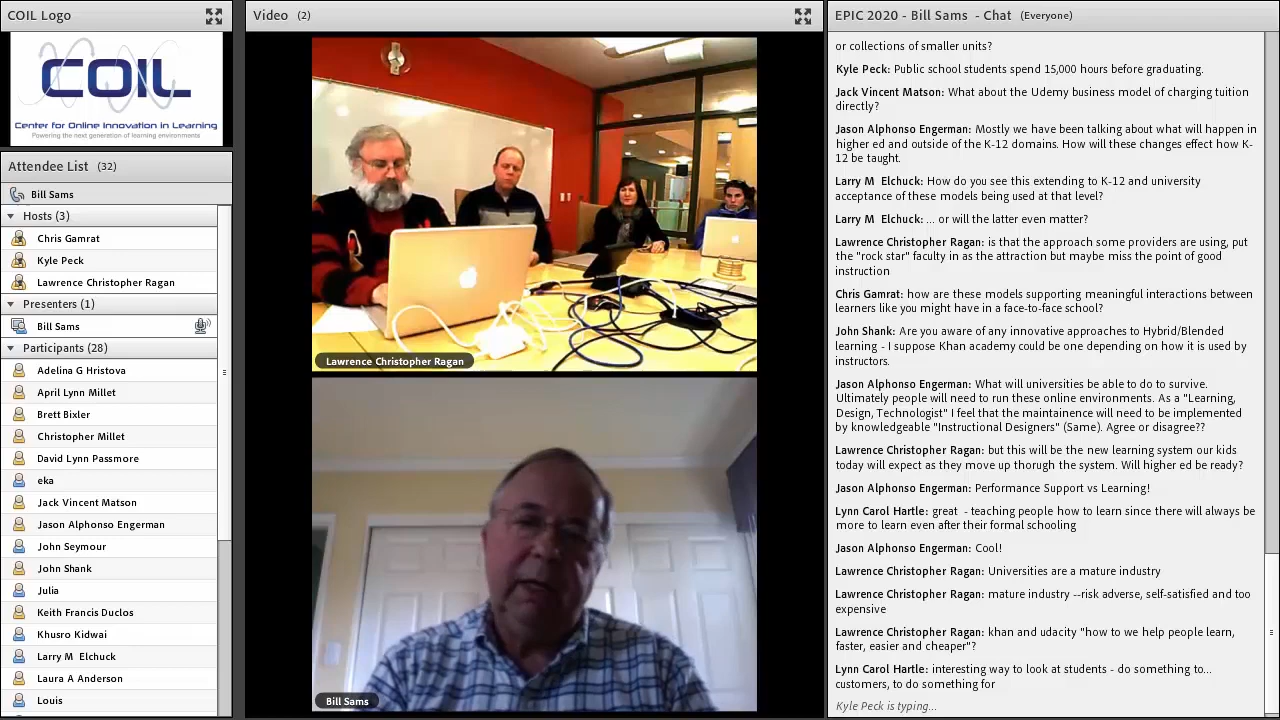 COIL Logo
COIL
Center for Online Innovation in Learning
Powering the next generation of learning environments
Attendee List (32)
Bill Sams
Hosts (3)
Chris Gamrat
Kyle Peck
Lawrence Christopher Ragan
Presenters (1)
Bill Sams
Participants (28)
Adelina G Hristova
April Lynn Millet
Brett Bixler
Christopher Millet
David Lynn Passmore
eka
Jack Vincent Matson
Jason Alphonso Engerman
John Seymour
John Shank
Julia
Keith Francis Duclos
Khusro Kidwai
Larry M Elchuck
Laura A Anderson
Louis
Video (2)
Lawrence Christopher Ragan
Bill Sams
EPIC 2020 - Bill Sams - Chat (Everyone)
or collections of smaller units?
Kyle Peck: Public school students spend 15,000 hours before graduating.
Jack Vincent Matson: What about the Udemy business model of charging tuition
directly?
Jason Alphonso Engerman: Mostly we have been talking about what will happen in
higher ed and outside of the K-12 domains. How will these changes effect how K-
12 be taught.
Larry M Elchuck: How do you see this extending to K-12 and university
acceptance of these models being used at that level?
Larry M Elchuck: ... or will the latter even matter?
Lawrence Christopher Ragan: is that the approach some providers are using, put
the "rock star" faculty in as the attraction but maybe miss the point of good
instruction
Chris Gamrat: how are these models supporting meaningful interactions between
learners like you might have in a face-to-face school?
John Shank: Are you aware of any innovative approaches to Hybrid/Blended
learning - I suppose Khan academy could be one depending on how it is used by
Jason Alphonso Engerman: What will universities be able to do to survive.
Ultimately people will need to run these online environments. As a "Learning,
Design, Technologist" I feel that the maintainence will need to be implemented
by knowledgeable "Instructional Designers" (Same). Agree or disagree??
Lawrence Christopher Ragan: but this will be the new learning system our kids
today will expect as they move up thorugh the system. Will higher ed be ready?
Jason Alphonso Engerman: Performance Support vs Learning!
Lynn Carol Hartle: great - teaching people how to learn since there will always be
more to learn even after their formal schooling
Jason Alphonso Engerman: Cool!
Lawrence Christopher Ragan: Universities are a mature industry
Lawrence Christopher Ragan: mature industry --risk adverse, self-satisfied and too
expensive
Lawrence Christopher Ragan: khan and udacity "how to we help people learn,
faster, easier and cheaper"?
Lynn Carol Hartle: interesting way to look at students - do something to...
customers, to do something for
Kyle Peck is typing...